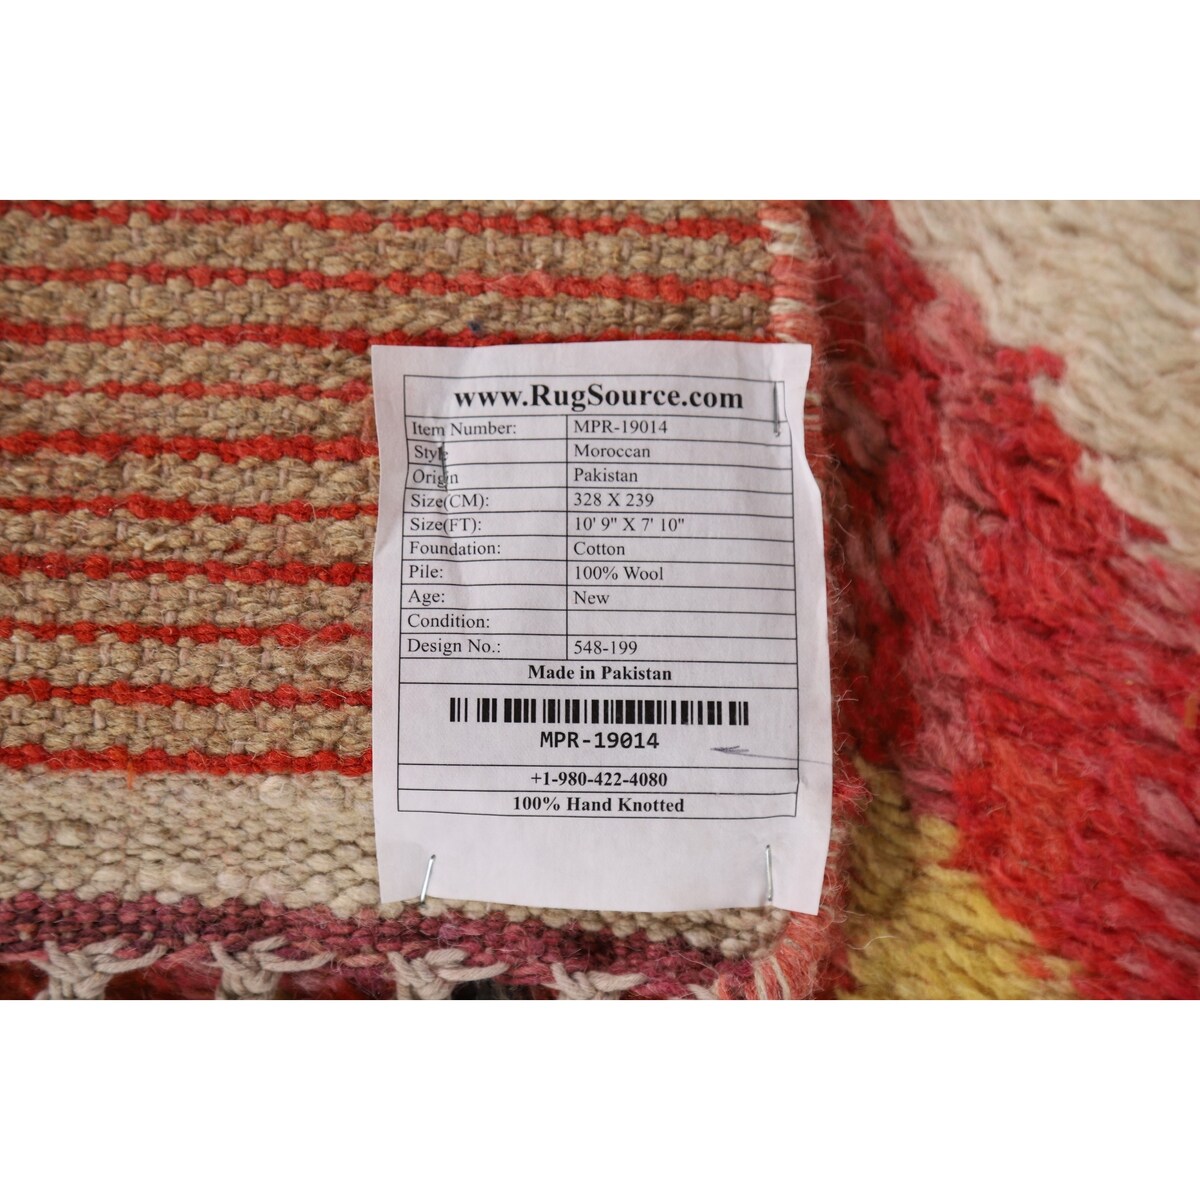 www.RugSource.com
Item Number: MPR-19014
Style Moroccan
Origin Pakistan
Size(CM): 328 X 239
Size(FT): 10' 9" X 7' 10"
Foundation: Cotton
Pile: 100% Wool
Age: New
Condition:
Design No.: 548-199
Made in Pakistan
MPR-19014
+1-980-422-4080
100% Hand Knotted